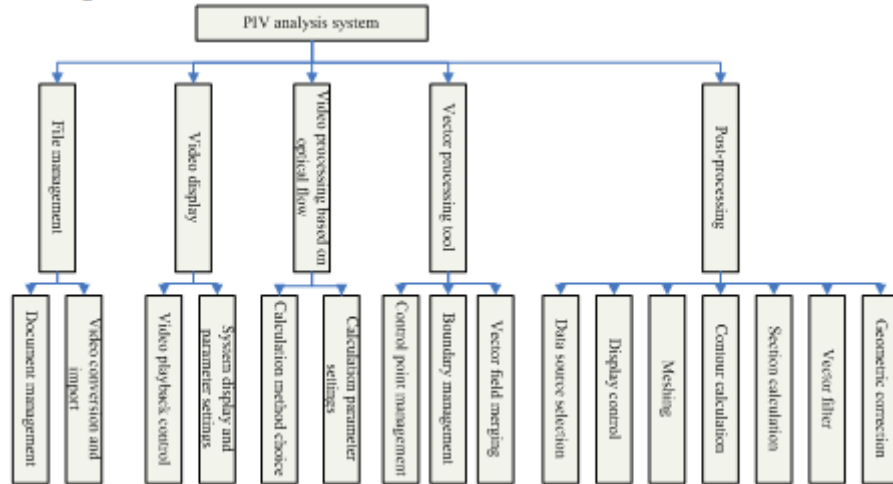 PIV analysis system
File management
Video display
Video processing based on
optical flow
Vector processing tool
Post-processing
Document management
Video conversion and
import
Video playback control
System display and
parameter settings
Calculation method choice
Calculation parameter
settings
Control point management
Boundary management
Vector field merging
Data source selection
Display control
Meshing
Contour calculation
Section calculation
Vector filter
Geometric correction